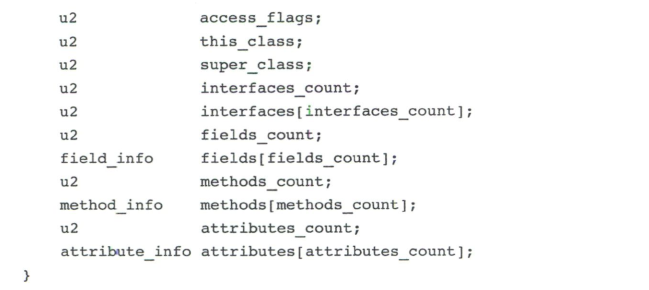 u2 access_flags;
u2 this_class;
u2 super_class;
u2 interfaces_count;
u2 interfaces[interfaces_count];
u2 fields_count;
field_info fields[fields_count];
u2 methods_count;
method_info methods[methods_count];
u2 attributes_count;
attribute_info attributes[attributes_count];
}